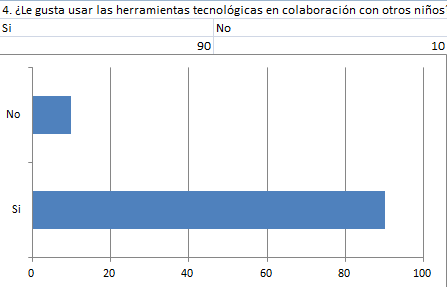 4. ¿Le gusta usar las herramientas tecnológicas en colaboración con otros niños?
Si No
90 10
No
Si
0 20 40 60 80 100